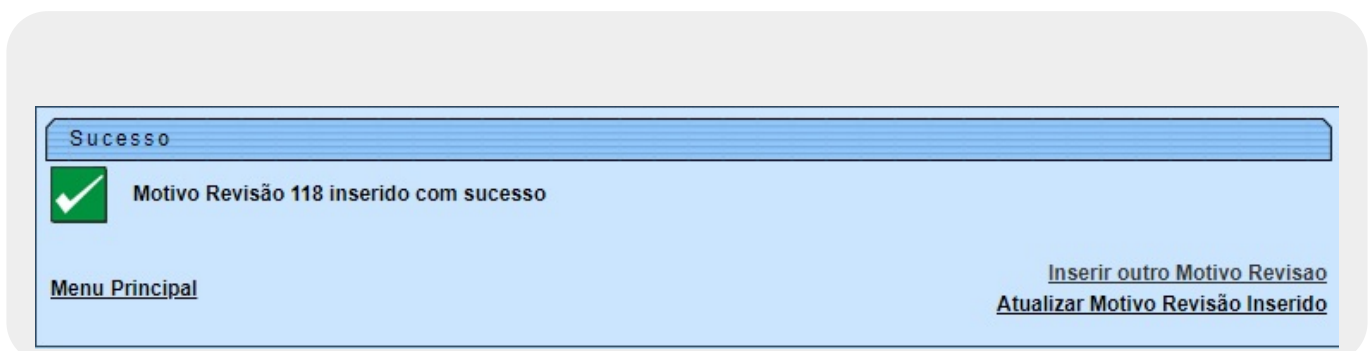 Sucesso
Motivo Revisão 118 inserido com sucesso
Inserir outro Motivo Revisao
Menu Principal
Atualizar Motivo Revisão Inserido